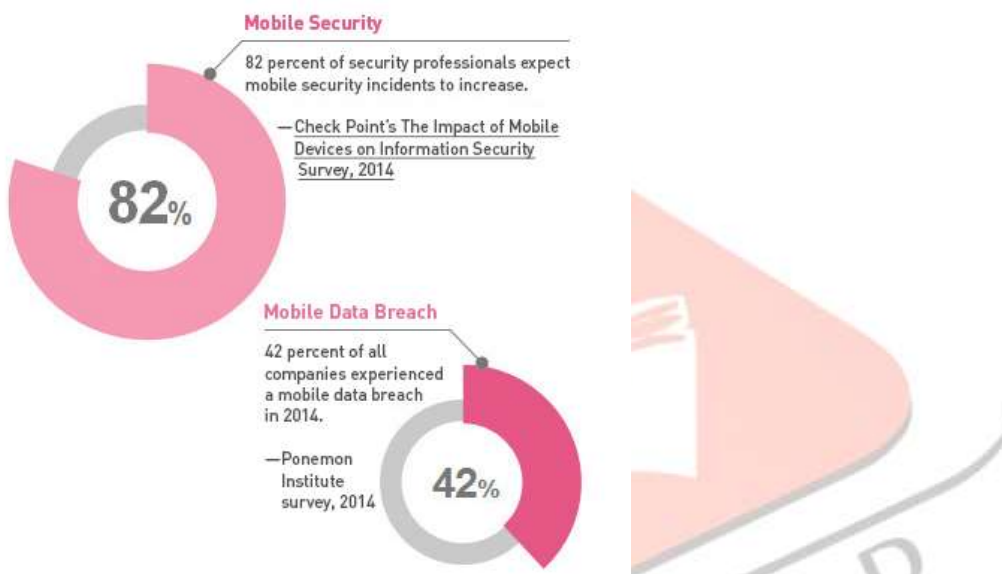 Mobile Security
82 percent of security professionals expect
mobile security incidents to increase.
—Check Point's The Impact of Mobile
Devices on Information Security
Survey, 2014
82%
Mobile Data Breach
42 percent of all
companies experienced
a mobile data breach
in 2014.
—Ponemon
Institute
survey, 2014
42%